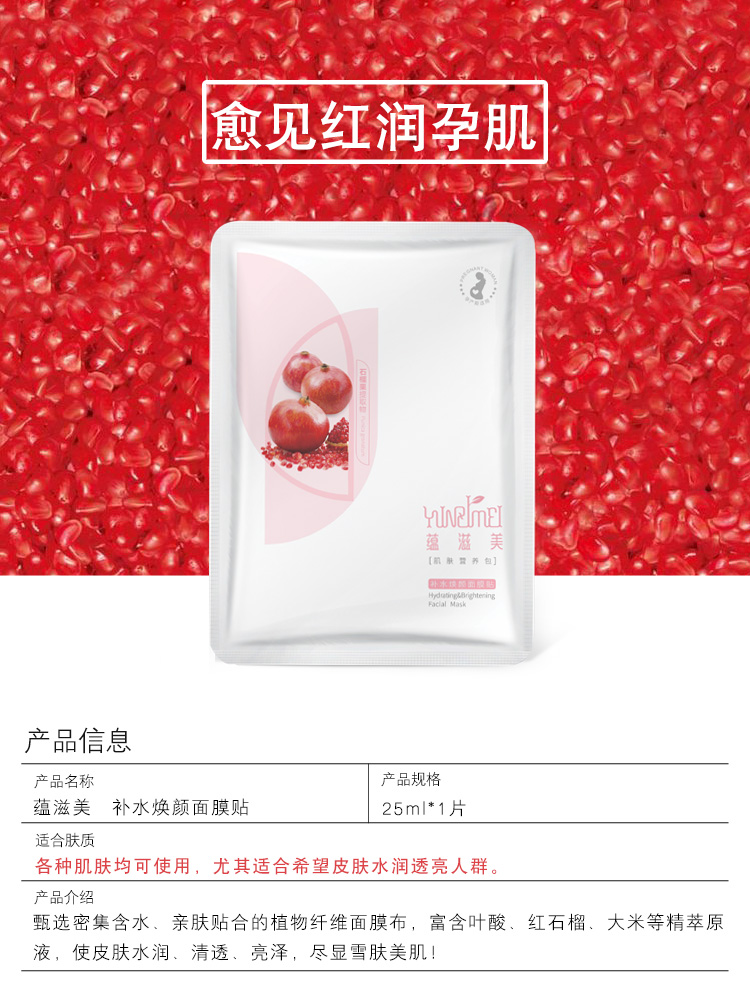 愈见红润孕肌
PREGNANT WOMEN
YUNZIMEI
蕴滋美
[肌肤营养包]
补水焕颜面膜贴
Hydrating&Brightening
Facial Mask
产品信息
产品名称
蕴滋美 补水焕颜面膜贴
产品规格
25ml*1片
适合肤质
各种肌肤均可使用，尤其适合希望皮肤水润透亮人群。
产品介绍
甄选密集含水、亲肤贴合的植物纤维面膜布，富含叶酸、红石榴、大米等精萃原
液，使皮肤水润、清透、亮泽，尽显雪肤美肌！